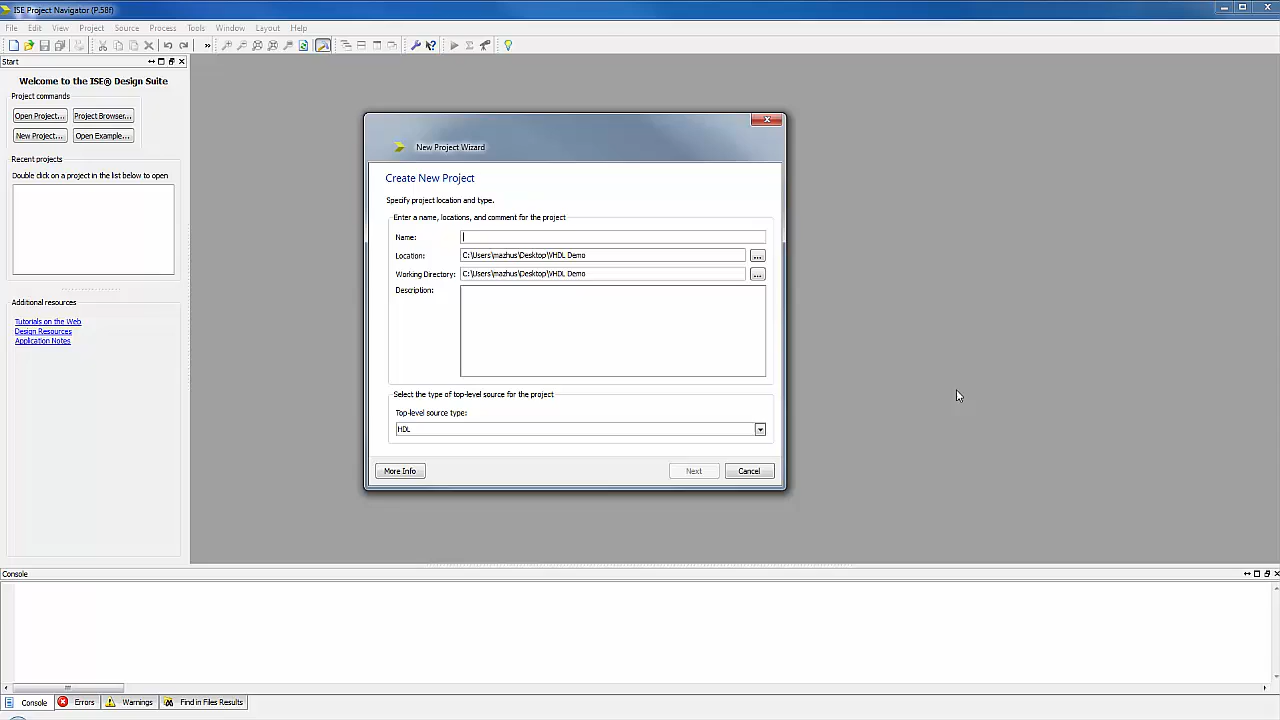 ISE Project Navigator (P.58f)
File Edit View Project Source Process Tools Window Layout Help
»
Start
Welcome to the ISE® Design Suite
Project commands
Open Project... Project Browser...
New Project... Open Example...
Recent projects
Double click on a project in the list below to open
Additional resources
Tutorials on the Web
Design Resources
Application Notes
New Project Wizard
Create New Project
Specify project location and type.
Enter a name, locations, and comment for the project
Name:
Location: C:\Users\mazhus\Desktop\VHDL Demo ...
Working Directory: C:\Users\mazhus\Desktop\VHDL Demo ...
Description:
Select the type of top-level source for the project
Top-level source type:
HDL
More Info Next Cancel
Console
Console Errors Warnings Find in Files Results